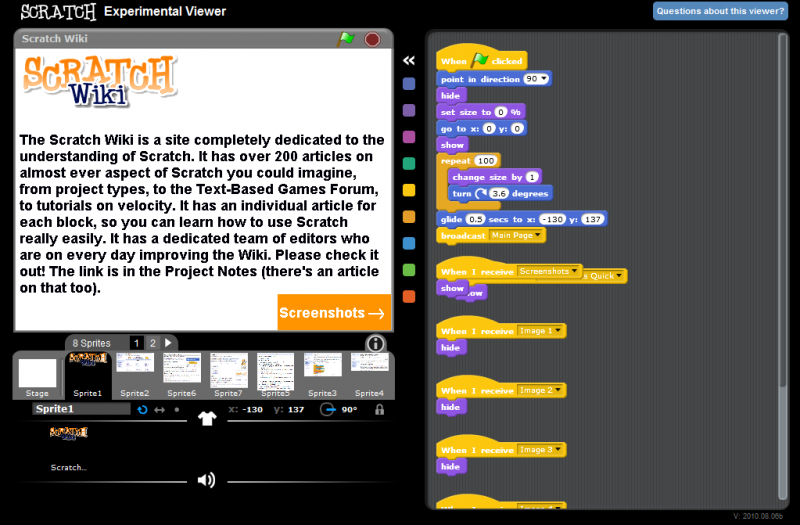 SCRATCH Experimental Viewer
Questions about this viewer?
Scratch Wiki
SCRATCH
Wiki
The Scratch Wiki is a site completely dedicated to the
understanding of Scratch. It has over 200 articles on
almost ever aspect of Scratch you could imagine,
from project types, to the Text-Based Games Forum,
to tutorials on velocity. It has an individual article for
each block, so you can learn how to use Scratch
really easily. It has a dedicated team of editors who
are on every day improving the Wiki. Please check it
out! The link is in the Project Notes (there's an article
on that too).
Screenshots
8 Sprites 1 2
Stage Sprite1 Sprite2 Sprite6 Sprite7 Sprite5 Sprite3 Sprite4
Sprite1 x: -130 y: 137 90°
Scratch...
When clicked
point in direction 90
hide
set size to 0 %
go to x: 0 y: 0
show
repeat 100
change size by 1
turn 3.6 degrees
glide 0.5 secs to x: -130 y: 137
broadcast Main Page
When I receive Screenshots
s Quick
show
When I receive Image 1
hide
When I receive Image 2
hide
When I receive Image 3
hide
When I receive
V: 2010.08.06b